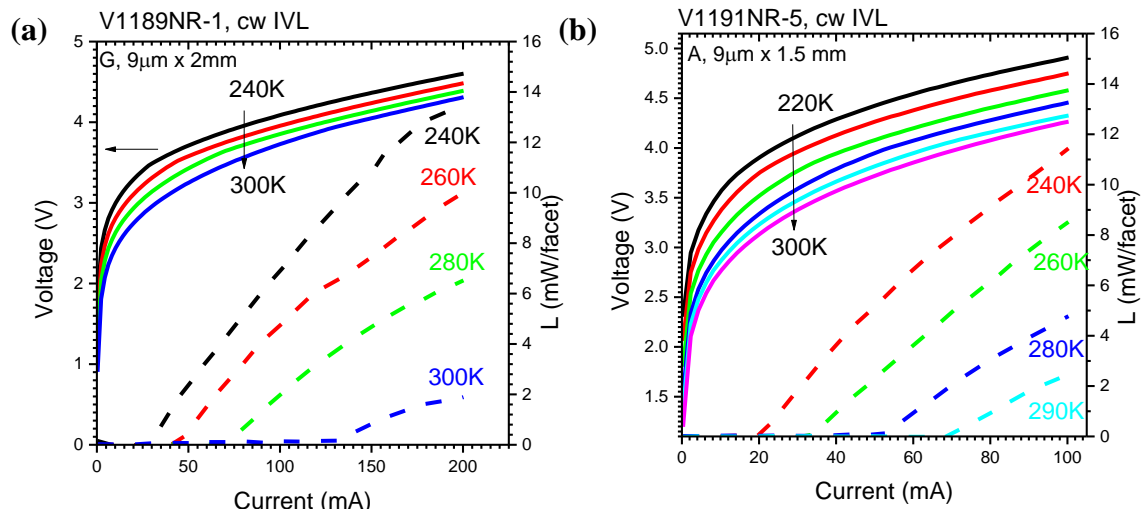 V1189NR-1, cw IVL
(a)
G, 9μm x 2mm
240K
300K
240K
260K
280K
300K
Voltage (V)
5
4
3
2
1
0
L (mW/facet)
16
14
12
10
8
6
4
2
0
0 50 100 150 200
Current (mA)
V1191NR-5, cw IVL
(b)
A, 9μm x 1.5 mm
220K
300K
240K
260K
280K
290K
Voltage (V)
5.0
4.5
4.0
3.5
3.0
2.5
2.0
1.5
L (mW/facet)
16
14
12
10
8
6
4
2
0
0 20 40 60 80 100
Current (mA)